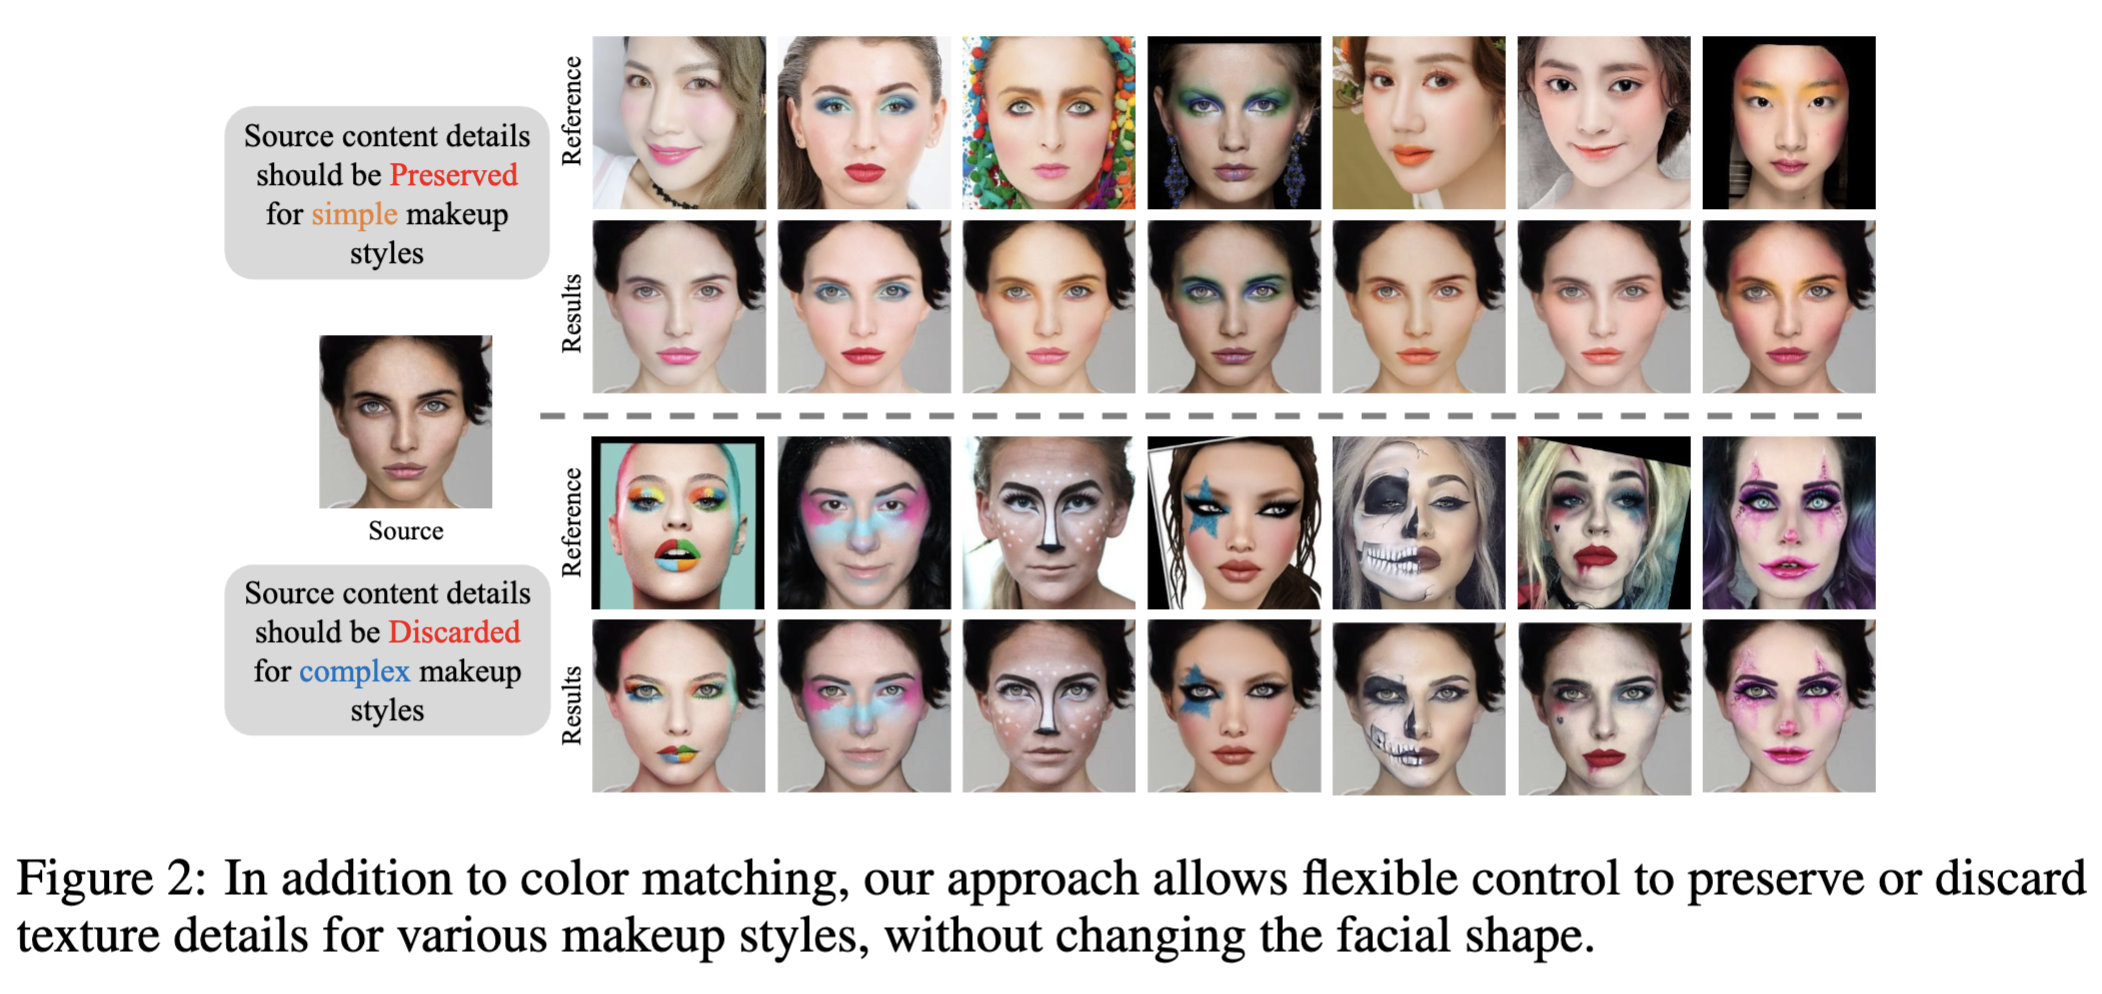 Source content details
should be Preserved
for simple makeup
styles
Reference
Results
Source
Source content details
should be Discarded
for complex makeup
styles
Reference
Results
Figure 2: In addition to color matching, our approach allows flexible control to preserve or discard
texture details for various makeup styles, without changing the facial shape.